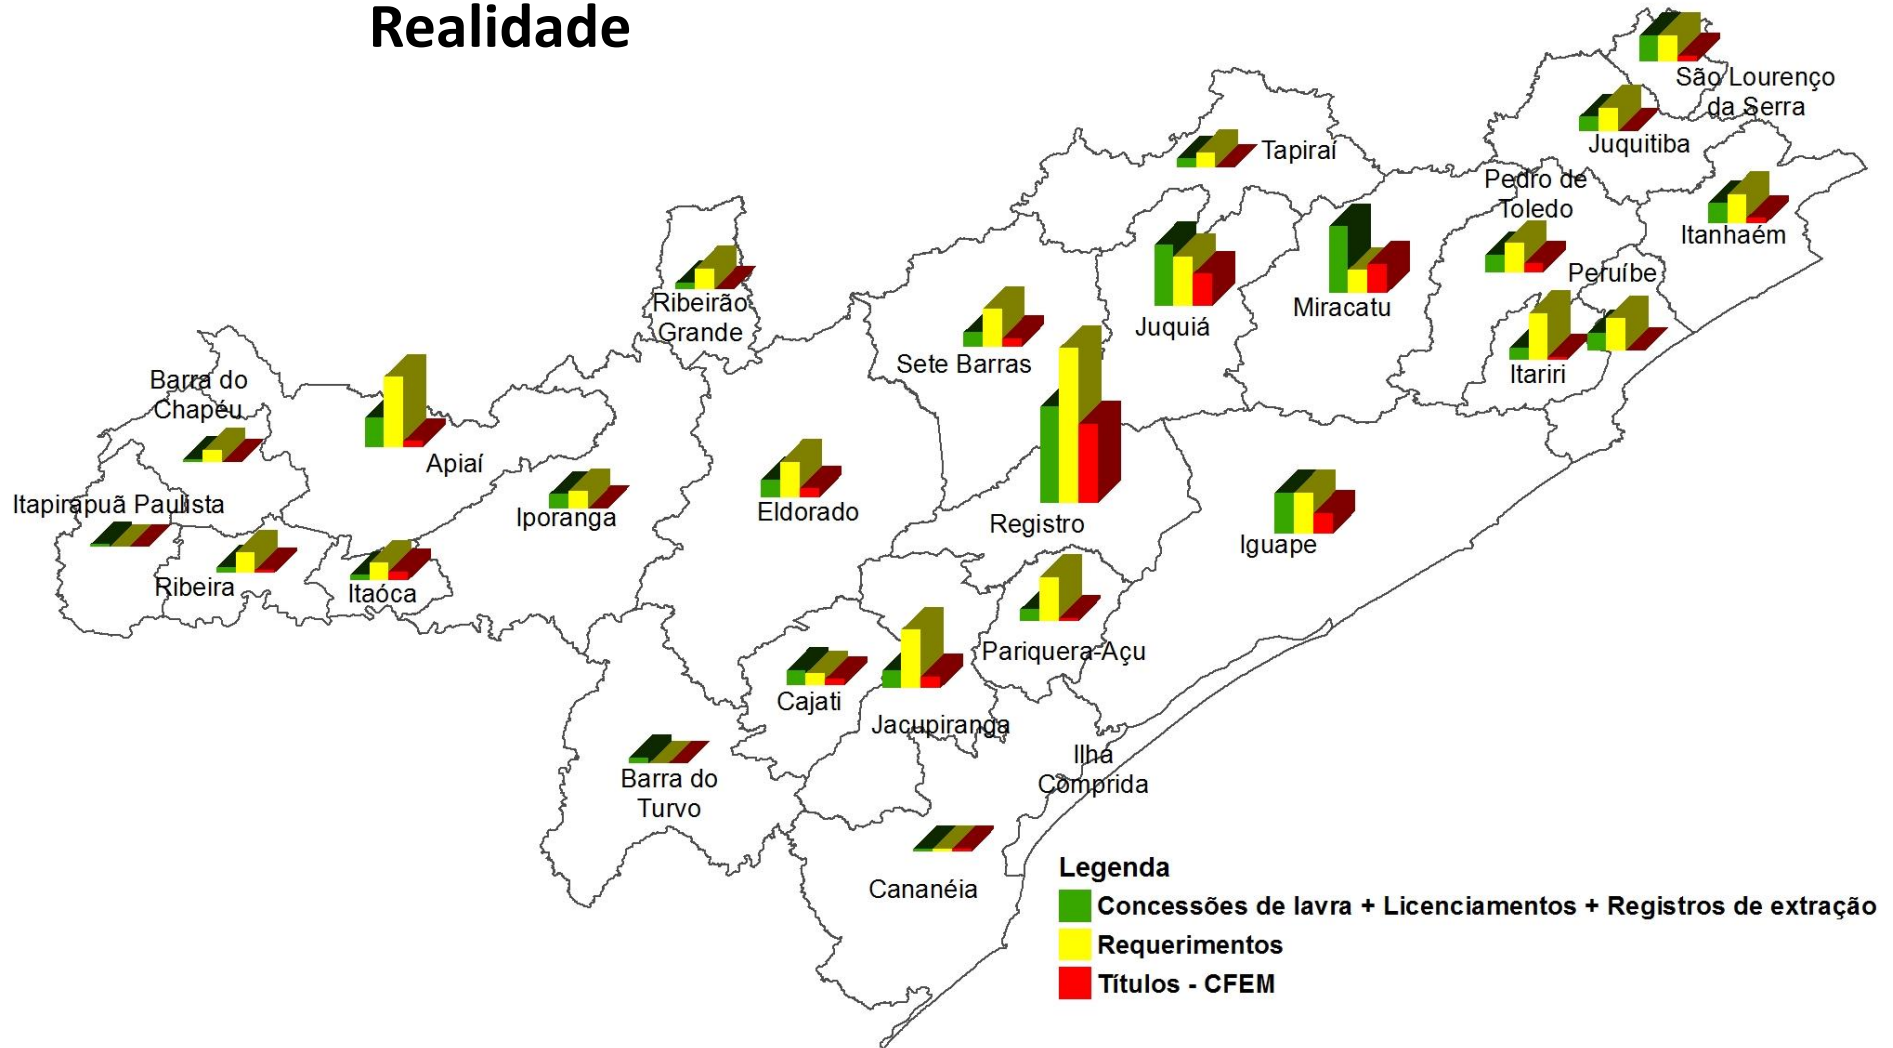 Realidade
São Lourenço
da Serra
Juquitiba
Tapiraí
Pedro de
Toledo
Itanhaém
Peruíbe
Ribeirão
Grande
Miracatu
Juquiá
Sete Barras
Itariri
Barra do
Chapéu
Apiaí
Itapirapuã Paulista
Iporanga
Eldorado
Registro
Iguape
Ribeira
Itaóca
Pariquera-Açu
Cajati
Jacupiranga
Barra do
Turvo
Ilha
Comprida
Cananéia
Legenda
Concessões de lavra + Licenciamentos + Registros de extração
Requerimentos
Títulos - CFEM